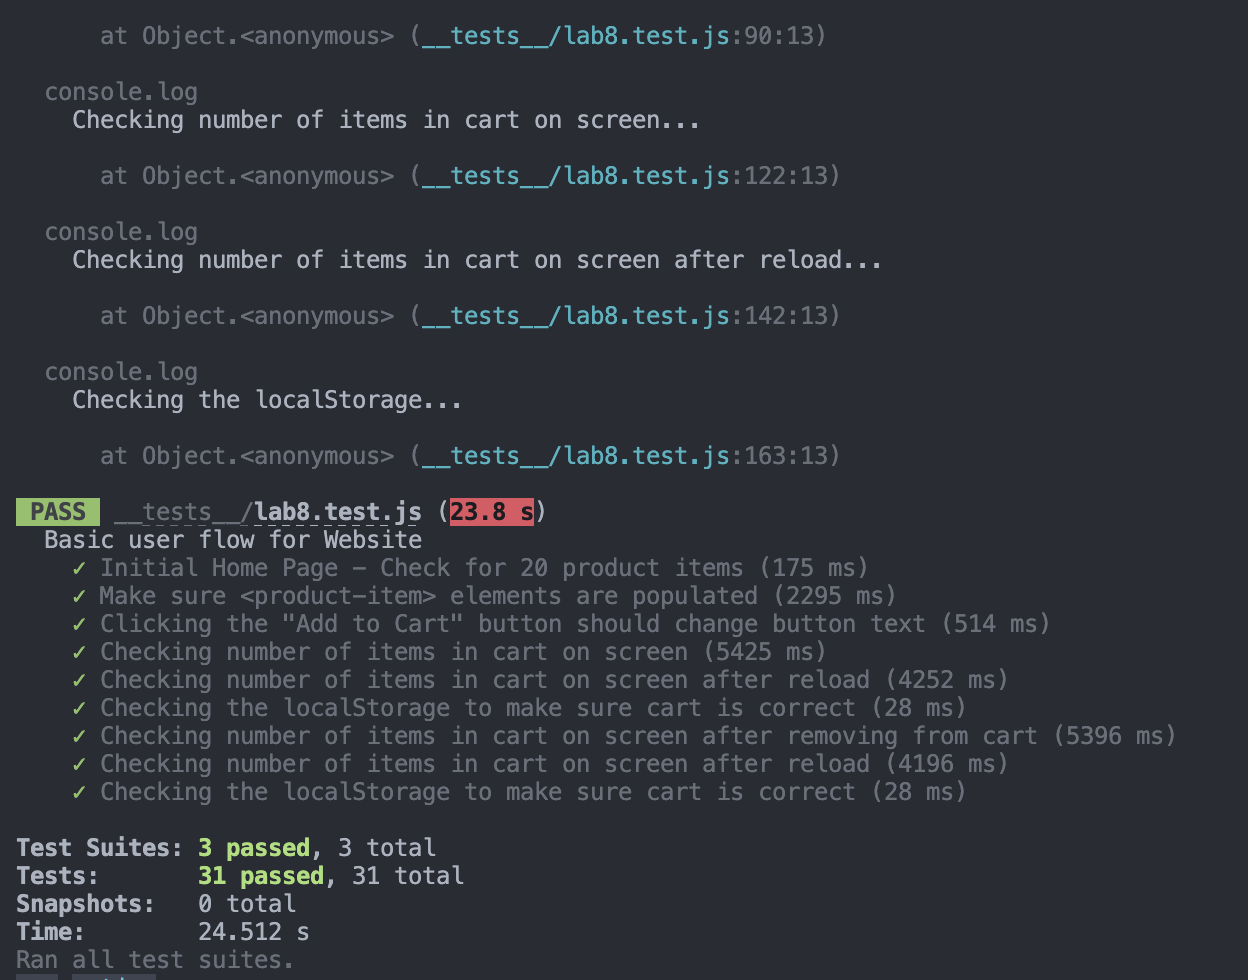 at Object.<anonymous> (__tests__/lab8.test.js:90:13)
console.log
Checking number of items in cart on screen...
at Object.<anonymous> (__tests__/lab8.test.js:122:13)
console.log
Checking number of items in cart on screen after reload...
at Object.<anonymous> (__tests__/lab8.test.js:142:13)
console.log
Checking the localStorage...
at Object.<anonymous> (__tests__/lab8.test.js:163:13)
PASS __tests__/lab8.test.js (23.8 s)
Basic user flow for Website
✓ Initial Home Page - Check for 20 product items (175 ms)
✓ Make sure <product-item> elements are populated (2295 ms)
✓ Clicking the "Add to Cart" button should change button text (514 ms)
✓ Checking number of items in cart on screen (5425 ms)
✓ Checking number of items in cart on screen after reload (4252 ms)
✓ Checking the localStorage to make sure cart is correct (28 ms)
✓ Checking number of items in cart on screen after removing from cart (5396 ms)
✓ Checking number of items in cart on screen after reload (4196 ms)
✓ Checking the localStorage to make sure cart is correct (28 ms)
Test Suites: 3 passed, 3 total
Tests: 31 passed, 31 total
Snapshots: 0 total
Time: 24.512 s
Ran all test suites.